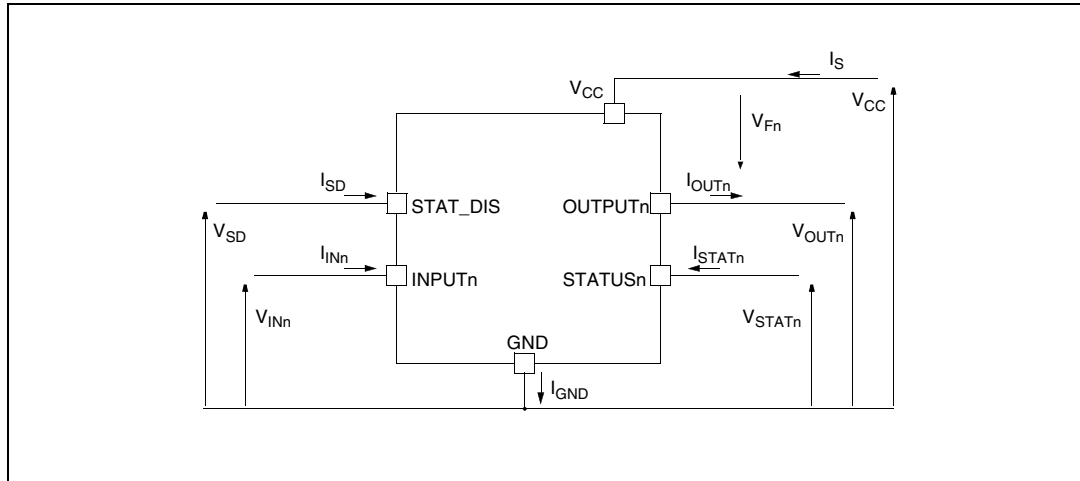 I_S
V_CC
V_CC
V_Fn
I_SD
I_OUTn
STAT_DIS
OUTPUTn
V_SD
V_OUTn
I_INn
I_STATn
INPUTn
STATUSn
V_INn
V_STATn
GND
I_GND